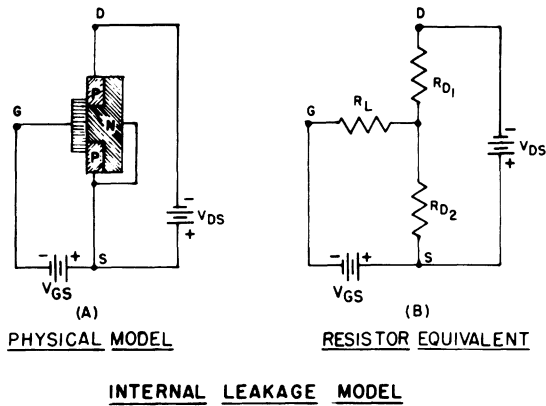 D
G
P
N
P
S
-
+
VDS
- +
VGS
(A)
PHYSICAL MODEL
D
RD1
G
RL
-
+
VDS
RD2
S
- +
VGS
(B)
RESISTOR EQUIVALENT
INTERNAL LEAKAGE MODEL